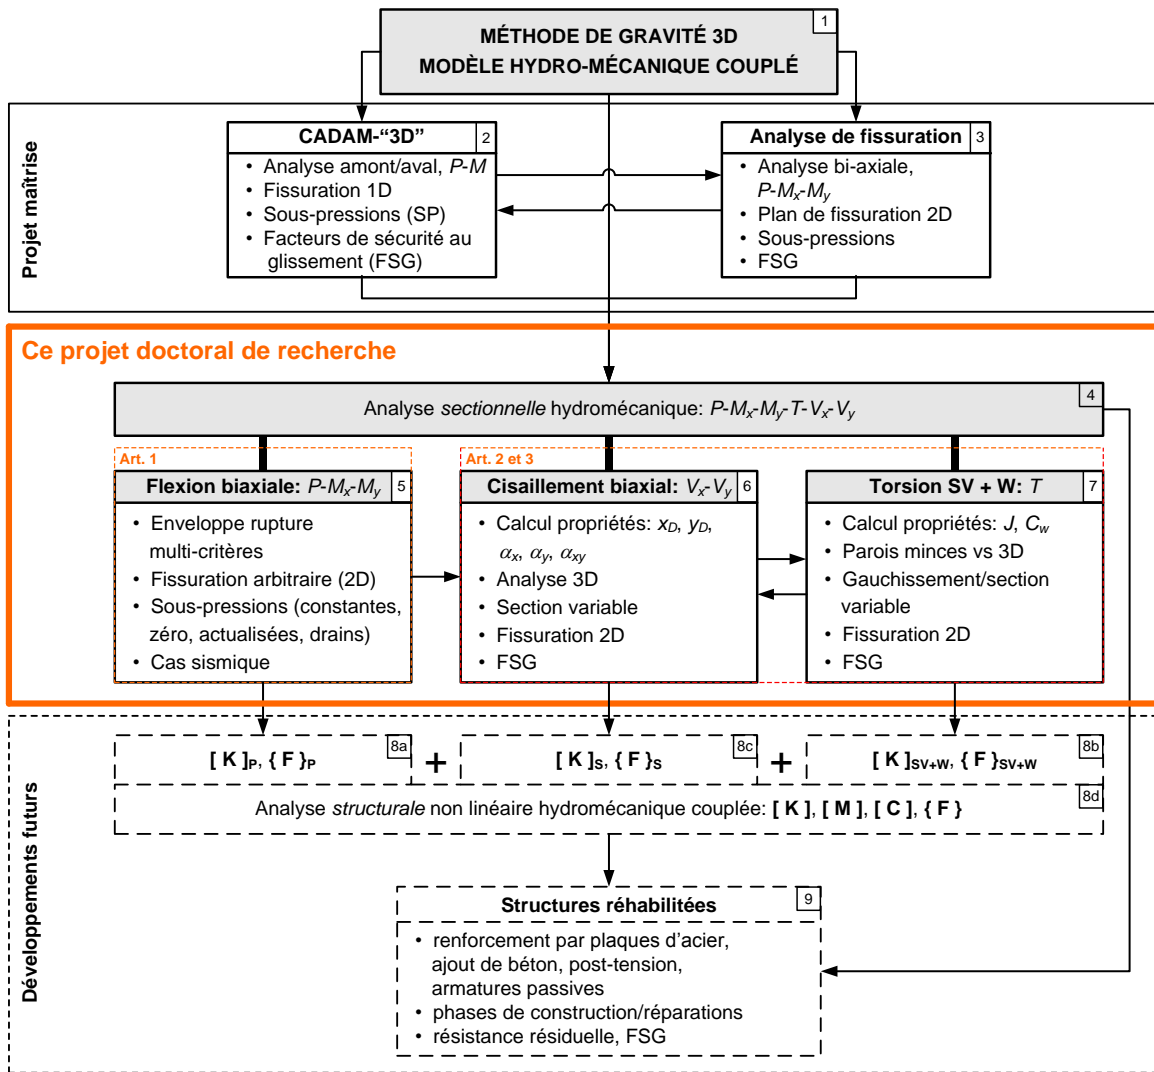 1
MÉTHODE DE GRAVITÉ 3D
MODÈLE HYDRO-MÉCANIQUE COUPLÉ
Projet maîtrise
CADAM-“3D”
2
• Analyse amont/aval, P-M
• Fissuration 1D
• Sous-pressions (SP)
• Facteurs de sécurité au
glissement (FSG)
Analyse de fissuration
3
• Analyse bi-axiale,
P-Mx-My
• Plan de fissuration 2D
• Sous-pressions
• FSG
Ce projet doctoral de recherche
Analyse sectionnelle hydromécanique: P-Mx-My-T-Vx-Vy
4
Art. 1
Flexion biaxiale: P-Mx-My
5
• Enveloppe rupture
multi-critères
• Fissuration arbitraire (2D)
• Sous-pressions (constantes,
zéro, actualisées, drains)
• Cas sismique
Art. 2 et 3
Cisaillement biaxial: Vx-Vy
6
• Calcul propriétés: xD, yD,
αx, αy, αxy
• Analyse 3D
• Section variable
• Fissuration 2D
• FSG
Torsion SV + W: T
7
• Calcul propriétés: J, Cw
• Parois minces vs 3D
• Gauchissement/section
variable
• Fissuration 2D
• FSG
Développements futurs
8a
[ K ]P, { F }P
+
8c
[ K ]S, { F }S
+
8b
[ K ]SV+W, { F }SV+W
8d
Analyse structurale non linéaire hydromécanique couplée: [ K ], [ M ], [ C ], { F }
Structures réhabilitées
9
• renforcement par plaques d'acier,
ajout de béton, post-tension,
armatures passives
• phases de construction/réparations
• résistance résiduelle, FSG